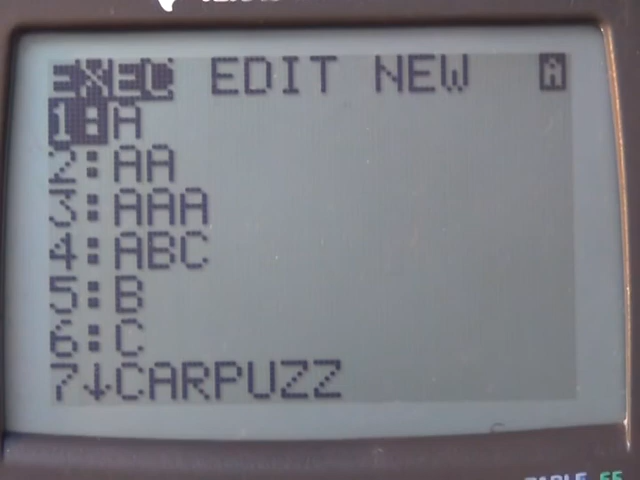 EXEC EDIT NEW A
1:A
2:AA
3:AAA
4:ABC
5:B
6:C
7↓CARPUZZ